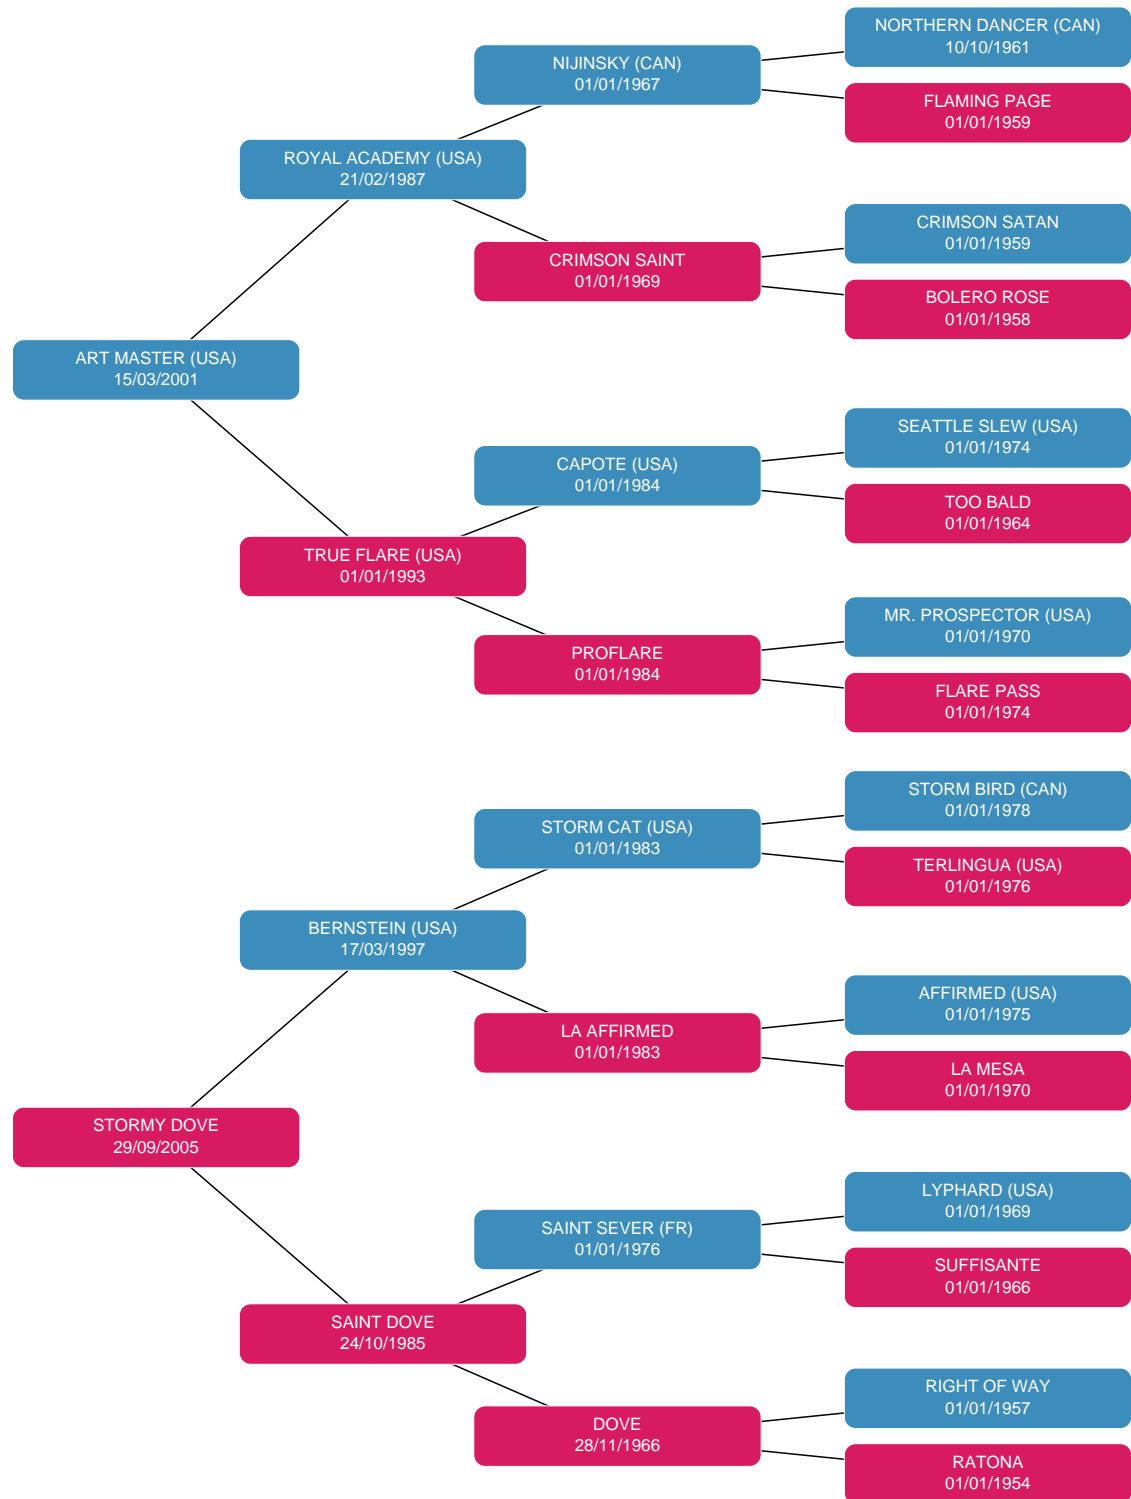 NORTHERN DANCER (CAN)
10/10/1961
NIJINSKY (CAN)
01/01/1967
FLAMING PAGE
01/01/1959
ROYAL ACADEMY (USA)
21/02/1987
CRIMSON SATAN
01/01/1959
CRIMSON SAINT
01/01/1969
BOLERO ROSE
01/01/1958
ART MASTER (USA)
15/03/2001
SEATTLE SLEW (USA)
01/01/1974
CAPOTE (USA)
01/01/1984
TOO BALD
01/01/1964
TRUE FLARE (USA)
01/01/1993
MR. PROSPECTOR (USA)
01/01/1970
PROFLARE
01/01/1984
FLARE PASS
01/01/1974
STORM BIRD (CAN)
01/01/1978
STORM CAT (USA)
01/01/1983
TERLINGUA (USA)
01/01/1976
BERNSTEIN (USA)
17/03/1997
AFFIRMED (USA)
01/01/1975
LA AFFIRMED
01/01/1983
LA MESA
01/01/1970
STORMY DOVE
29/09/2005
LYPHARD (USA)
01/01/1969
SAINT SEVER (FR)
01/01/1976
SUFFISANTE
01/01/1966
SAINT DOVE
24/10/1985
RIGHT OF WAY
01/01/1957
DOVE
28/11/1966
RATONA
01/01/1954